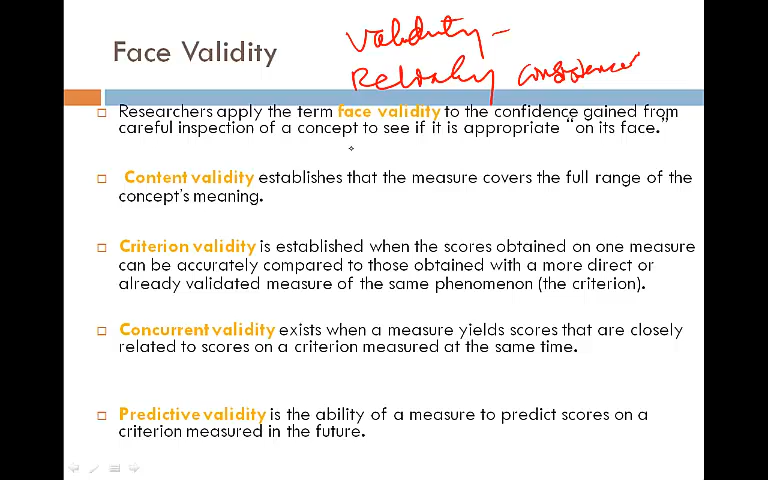 Face Validity
Validity –
Reliability consistence
Researchers apply the term face validity to the confidence gained from
careful inspection of a concept to see if it is appropriate “on its face.”
Content validity establishes that the measure covers the full range of the
concept’s meaning.
Criterion validity is established when the scores obtained on one measure
can be accurately compared to those obtained with a more direct or
already validated measure of the same phenomenon (the criterion).
Concurrent validity exists when a measure yields scores that are closely
related to scores on a criterion measured at the same time.
Predictive validity is the ability of a measure to predict scores on a
criterion measured in the future.